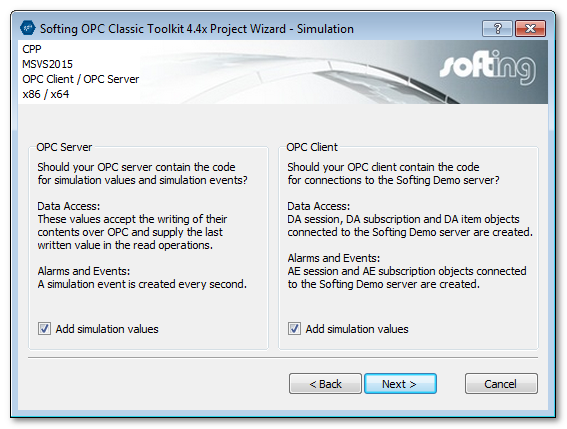 Softing OPC Classic Toolkit 4.4x Project Wizard - Simulation
CPP
MSVS2015
OPC Client / OPC Server
x86 / x64
softing
OPC Server
Should your OPC server contain the code
for simulation values and simulation events?
Data Access:
These values accept the writing of their
contents over OPC and supply the last
written value in the read operations.
Alarms and Events:
A simulation event is created every second.
Add simulation values
OPC Client
Should your OPC client contain the code
for connections to the Softing Demo server?
Data Access:
DA session, DA subscription and DA item objects
connected to the Softing Demo server are created.
Alarms and Events:
AE session and AE subscription objects connected
to the Softing Demo server are created.
Add simulation values
< Back
Next >
Cancel